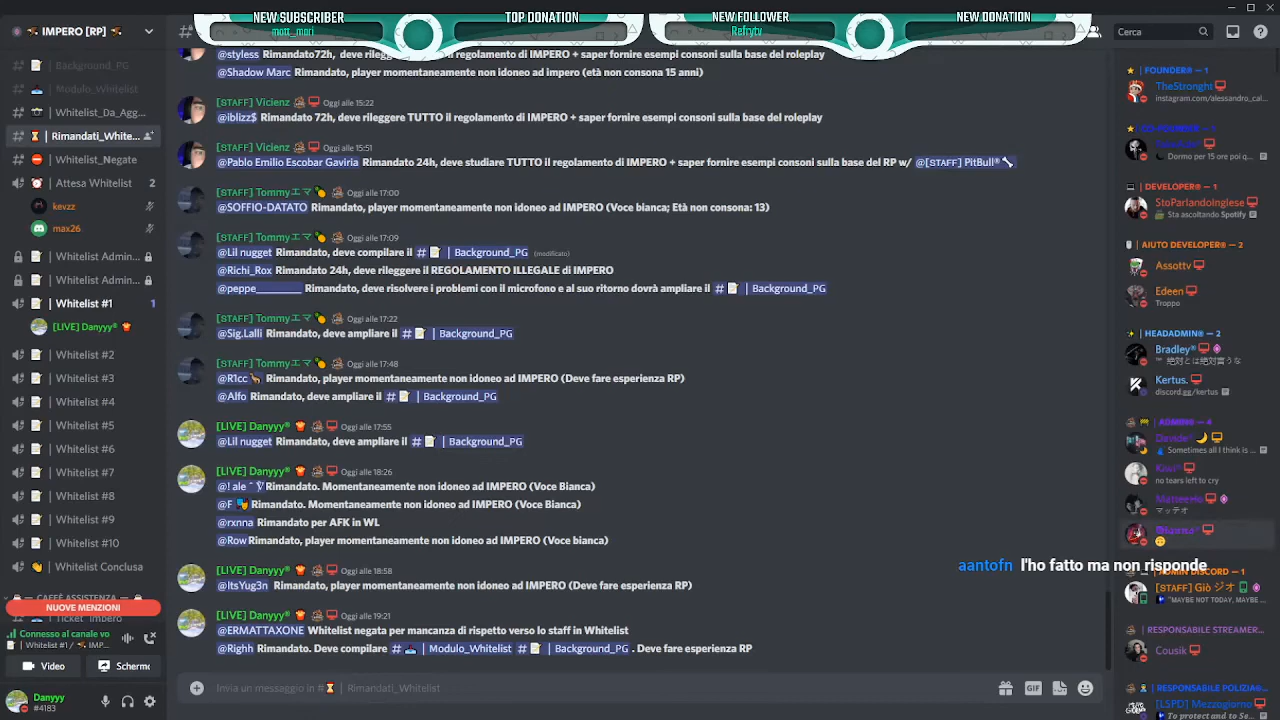 NEW SUBSCRIBER
mott_mori
TOP DONATION
NEW FOLLOWER
Refrytv
NEW DONATION
IMPERO [RP]
| Background_PG
| Modulo_Whitelist
| Whitelist_Da_Agg...
| Rimandati_White...
| Whitelist_Negate
| Attesa Whitelist 2
kevzz
max26
| Whitelist Admin...
| Whitelist Admin...
| Whitelist #1 1
[LIVE] Danyyy®
| Whitelist #2
| Whitelist #3
| Whitelist #4
| Whitelist #5
| Whitelist #6
| Whitelist #7
| Whitelist #8
| Whitelist #9
| Whitelist #10
| Whitelist Conclusa
NUOVE MENZIONI
| Ticket_Impero
Connesso al canale vo
| Whitelist #1 / IMP...
Video
Schermo
Danyyy
#4183
@styless Rimandato72h, deve rileggere tutto il regolamento di IMPERO + saper fornire esempi consoni sulla base del roleplay
@Shadow Marc Rimandato, player momentaneamente non idoneo ad impero (età non consona 15 anni)
[STAFF] Vicienz Oggi alle 15:22
@iblizz$ Rimandato 72h, deve rileggere TUTTO il regolamento di IMPERO + saper fornire esempi consoni sulla base del roleplay
[STAFF] Vicienz Oggi alle 15:51
@Pablo Emilio Escobar Gaviria Rimandato 24h, deve studiare TUTTO il regolamento di IMPERO + saper fornire esempi consoni sulla base del RP w/ @[STAFF] PitBull®
[STAFF] Tommyエマ Oggi alle 17:00
@SOFFIO-DATATO Rimandato, player momentaneamente non idoneo ad IMPERO (Voce bianca; Età non consona: 13)
[STAFF] Tommyエマ Oggi alle 17:09
@Lil nugget Rimandato, deve compilare il # | Background_PG (modificato)
@Richi_Rox Rimandato 24h, deve rileggere il REGOLAMENTO ILLEGALE di IMPERO
@peppe________ Rimandato, deve risolvere i problemi con il microfono e al suo ritorno dovrà ampliare il # | Background_PG
[STAFF] Tommyエマ Oggi alle 17:22
@Sig.Lalli Rimandato, deve ampliare il # | Background_PG
[STAFF] Tommyエマ Oggi alle 17:48
@R1cc Rimandato, player momentaneamente non idoneo ad IMPERO (Deve fare esperienza RP)
@Alfo Rimandato, deve ampliare il # | Background_PG
[LIVE] Danyyy® Oggi alle 17:55
@Lil nugget Rimandato, deve ampliare il # | Background_PG
[LIVE] Danyyy® Oggi alle 18:26
Rimandato. Momentaneamente non idoneo ad IMPERO (Voce Bianca)
@F Rimandato. Momentaneamente non idoneo ad IMPERO (Voce Bianca)
@rxnna Rimandato per AFK in WL
@Row Rimandato, player momentaneamente non idoneo ad IMPERO (Voce bianca)
[LIVE] Danyyy® Oggi alle 18:58
@ItsYug3n Rimandato, player momentaneamente non idoneo ad IMPERO (Deve fare esperienza RP)
[LIVE] Danyyy® Oggi alle 19:21
@ERMATTAXONE Whitelist negata per mancanza di rispetto verso lo staff in Whitelist
@Righh Rimandato. Deve compilare # | Modulo_Whitelist # | Background_PG . Deve fare esperienza RP
Invia un messaggio in # | Rimandati_Whitelist
GIF
aantofn l'ho fatto ma non risponde
Cerca
| FOUNDER® — 1
TheStronght
instagram.com/alessandro_cal...
Dormo per 15 ore poi q...
| DEVELOPER® — 1
StoParlandoInglese
Sta ascoltando Spotify
| AIUTO DEVELOPER® — 2
Assottv
Edeen
Troppo
| HEADADMIN® — 2
Bradley®
™ 絶対とは絶対言うな
Kertus.
discord.gg/kertus
| ADMIN® — 4
Davide®
Sometimes all I think is ...
Kiwi®
no tears left to cry
MatteeHo
マッテオ
| ADMIN DISCORD — 1
[STAFF] Giò ジオ
"MAYBE NOT TODAY, MAYBE ...
| RESPONSABILE STREAMER...
Cousik
| RESPONSABILE POLIZIA®...
[LSPD] Mezzogiorno
To protect and to Se...